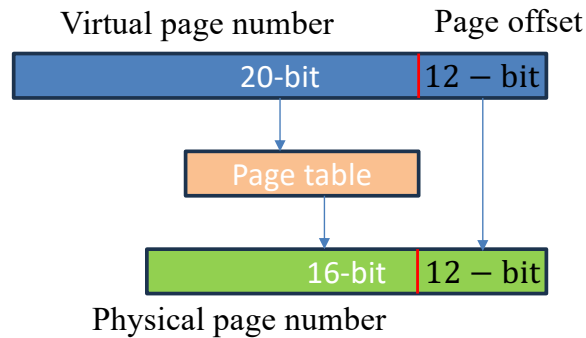 Virtual page number Page offset
20-bit 12 − bit
Page table
16-bit 12 − bit
Physical page number